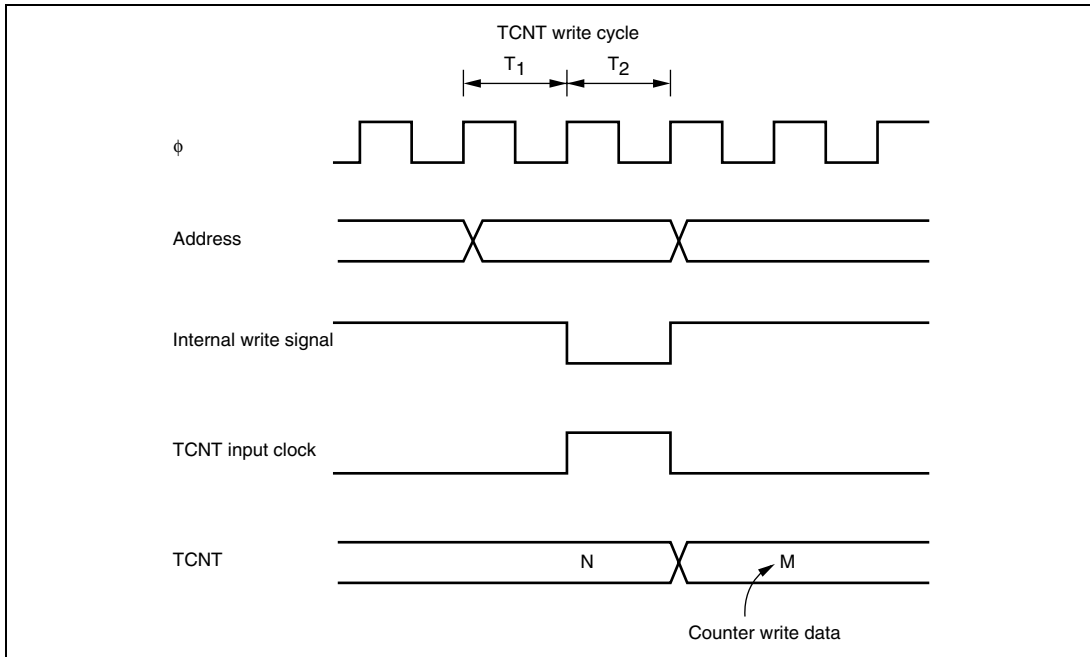 TCNT write cycle
T1 T2
ϕ
Address
Internal write signal
TCNT input clock
TCNT N M
Counter write data